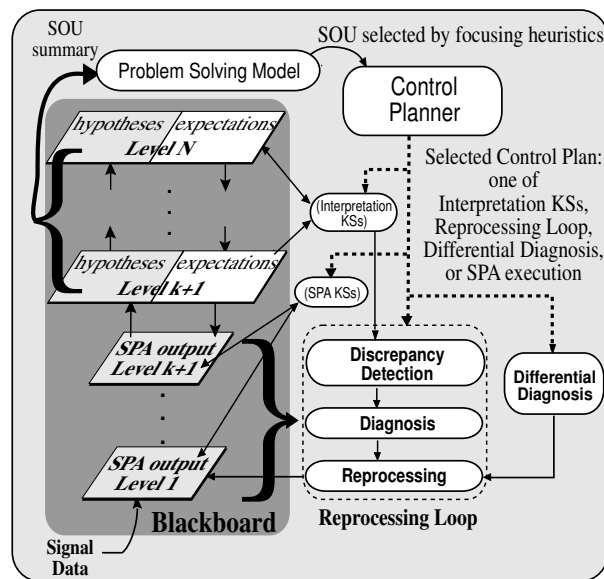 SOU
summary
SOU selected by focusing heuristics
Problem Solving Model
Control
Planner
hypotheses expectations
Level N
Selected Control Plan:
one of
Interpretation KSs,
Reprocessing Loop,
Differential Diagnosis,
or SPA execution
(Interpretation
KSs)
hypotheses expectations
Level k+1
(SPA KSs)
SPA output
Level k+1
Discrepancy
Detection
Differential
Diagnosis
Diagnosis
SPA output
Level 1
Reprocessing
Blackboard
Reprocessing Loop
Signal
Data